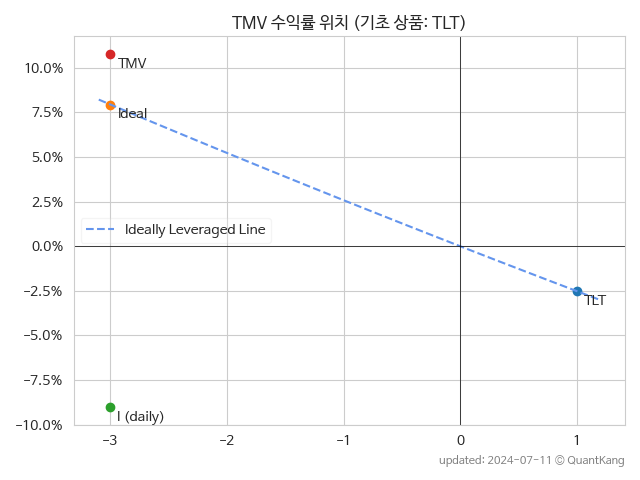 TMV 수익률 위치 (기초 상품: TLT)
10.0%
7.5%
5.0%
2.5%
0.0%
−2.5%
−5.0%
−7.5%
−10.0%
TMV
Ideal
Ideally Leveraged Line
TLT
I (daily)
−3
−2
−1
0
1
updated: 2024-07-11 © QuantKang